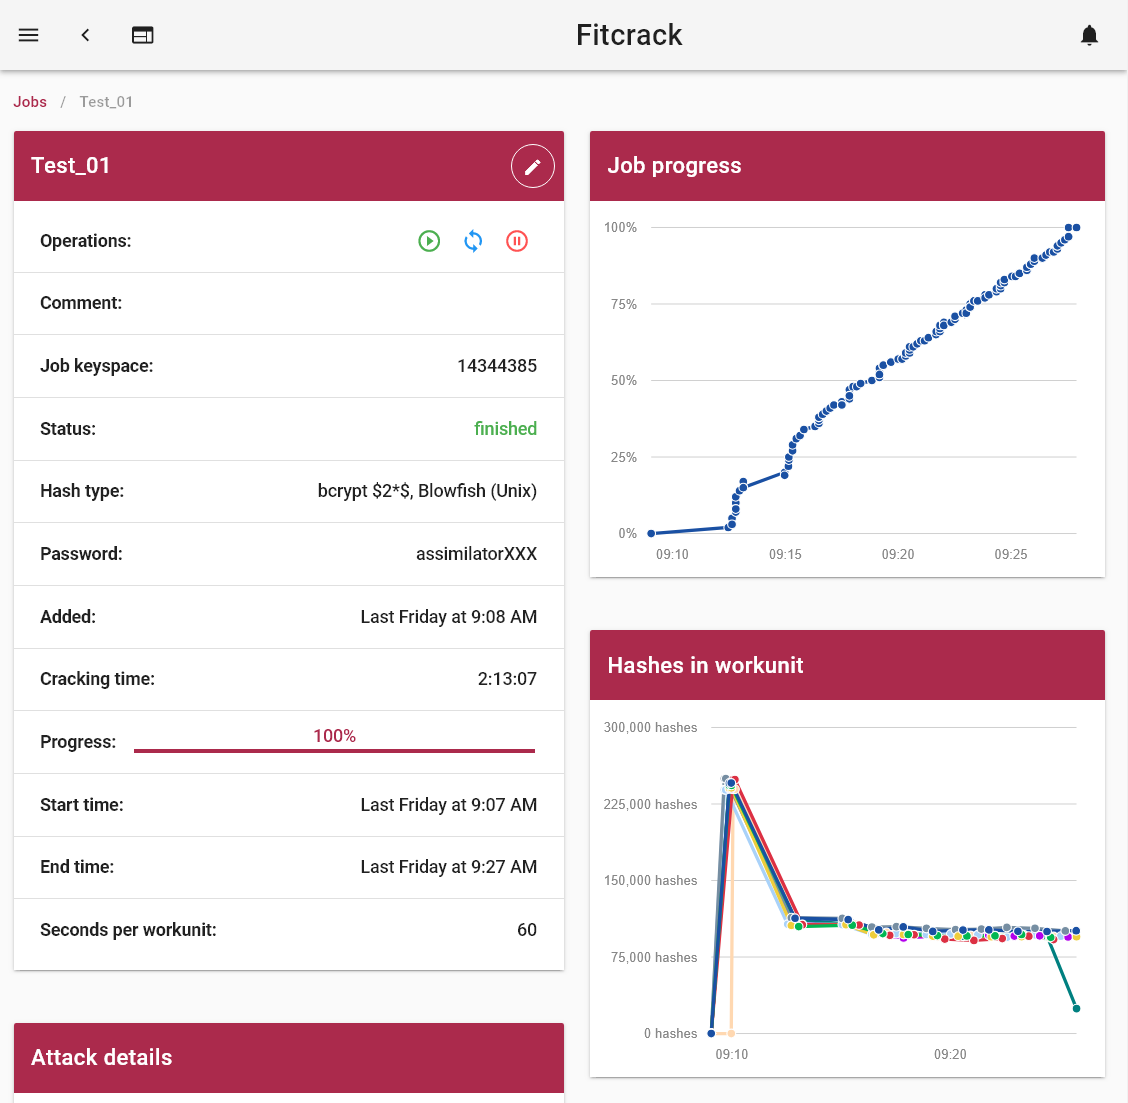 Fitcrack
Jobs / Test_01
Test_01
Operations:
Comment:
Job keyspace: 14344385
Status: finished
Hash type: bcrypt $2*$, Blowfish (Unix)
Password: assimilatorXXX
Added: Last Friday at 9:08 AM
Cracking time: 2:13:07
Progress: 100%
Start time: Last Friday at 9:07 AM
End time: Last Friday at 9:27 AM
Seconds per workunit: 60
Attack details
Job progress
100%
75%
50%
25%
0%
09:10 09:15 09:20 09:25
Hashes in workunit
300,000 hashes
225,000 hashes
150,000 hashes
75,000 hashes
0 hashes
09:10 09:20